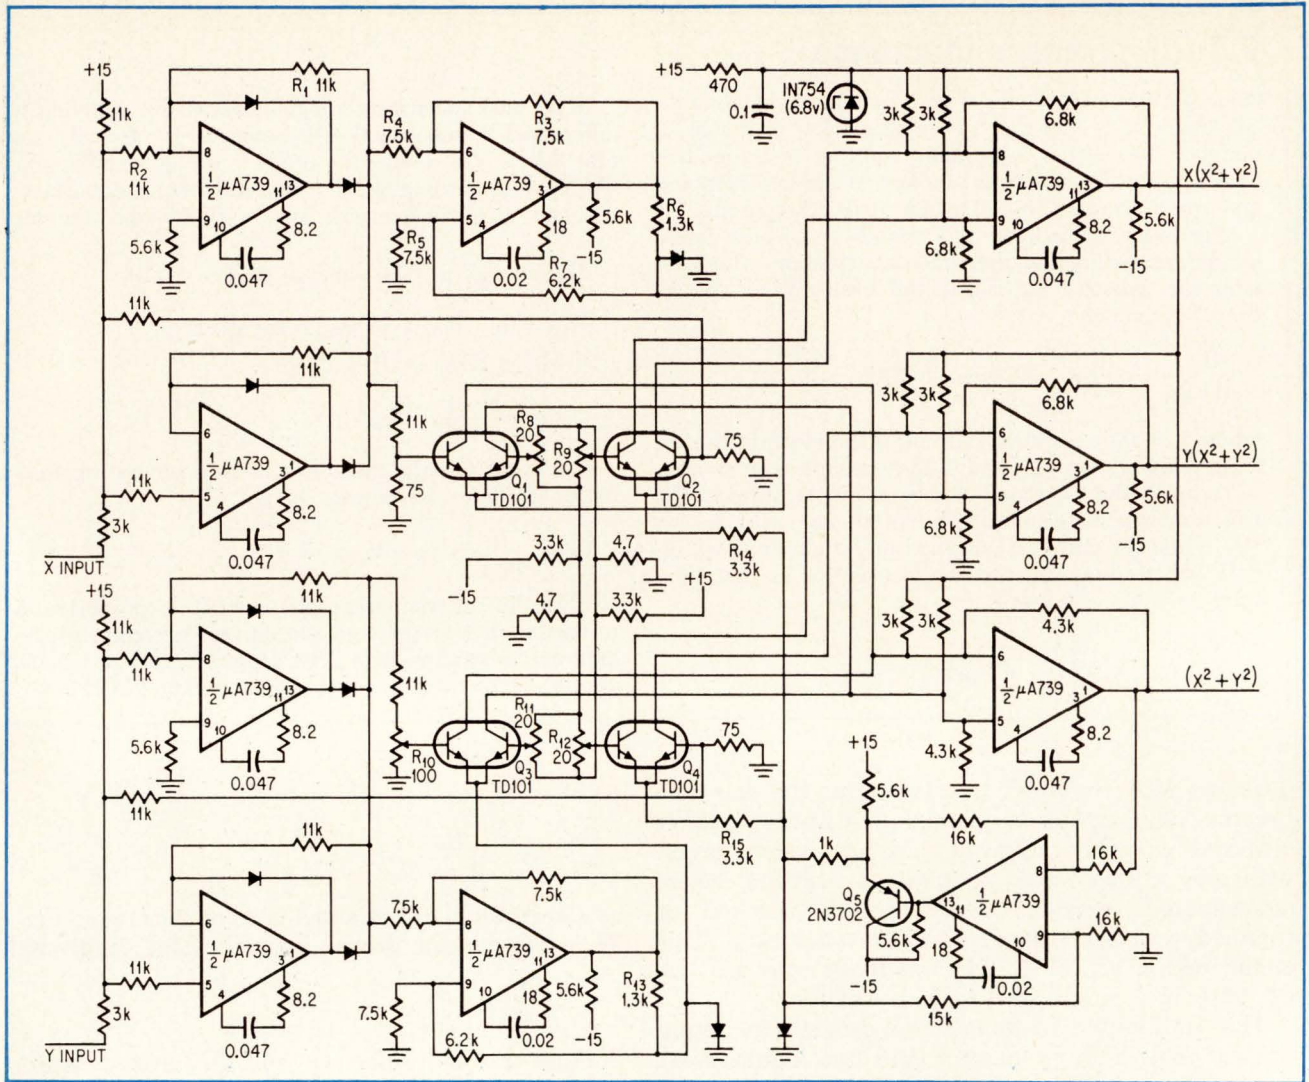 +15
11k
R1 11k
R2
11k
8
9
½ μA739
13
11
10
8.2
0.047
5.6k
R4
7.5k
R3
7.5k
6
5
½ μA739
1
3
4
18
0.02
5.6k
-15
R5
7.5k
R6
1.3k
R7
6.2k
+15
470
0.1
IN754
(6.8v)
3k
3k
6.8k
8
9
½ μA739
13
11
10
8.2
0.047
6.8k
5.6k
-15
X(X²+Y²)
11k
11k
6
5
½ μA739
1
3
4
8.2
0.047
11k
3k
X INPUT
11k
75
Q1
TD101
R8
20
R9
20
Q2
TD101
75
3k
3k
6.8k
6
5
½ μA739
1
3
4
8.2
0.047
6.8k
5.6k
-15
Y(X²+Y²)
3.3k
-15
4.7
R14
3.3k
4.7
3.3k
+15
+15
11k
11k
11k
8
9
½ μA739
13
11
10
8.2
0.047
5.6k
11k
R10
100
11k
Q3
TD101
R11
20
R12
20
Q4
TD101
75
3k
3k
4.3k
6
5
½ μA739
1
3
4
8.2
0.047
4.3k
(X²+Y²)
11k
11k
6
5
½ μA739
1
3
4
8.2
0.047
3k
Y INPUT
7.5k
7.5k
8
9
½ μA739
13
11
10
18
0.02
5.6k
-15
7.5k
6.2k
R13
1.3k
R15
3.3k
1k
+15
5.6k
16k
16k
8
9
½ μA739
13
11
10
16k
Q5
2N3702
5.6k
18
0.02
-15
15k